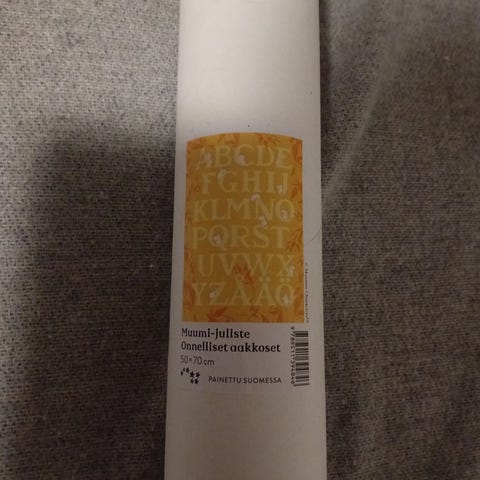 ABCDE
FGHIJ
KLMNO
PQRST
UVWX
YZÅÄÖ
Muumi-juliste
Onnelliset aakkoset
50×70 cm
PAINETTU SUOMESSA